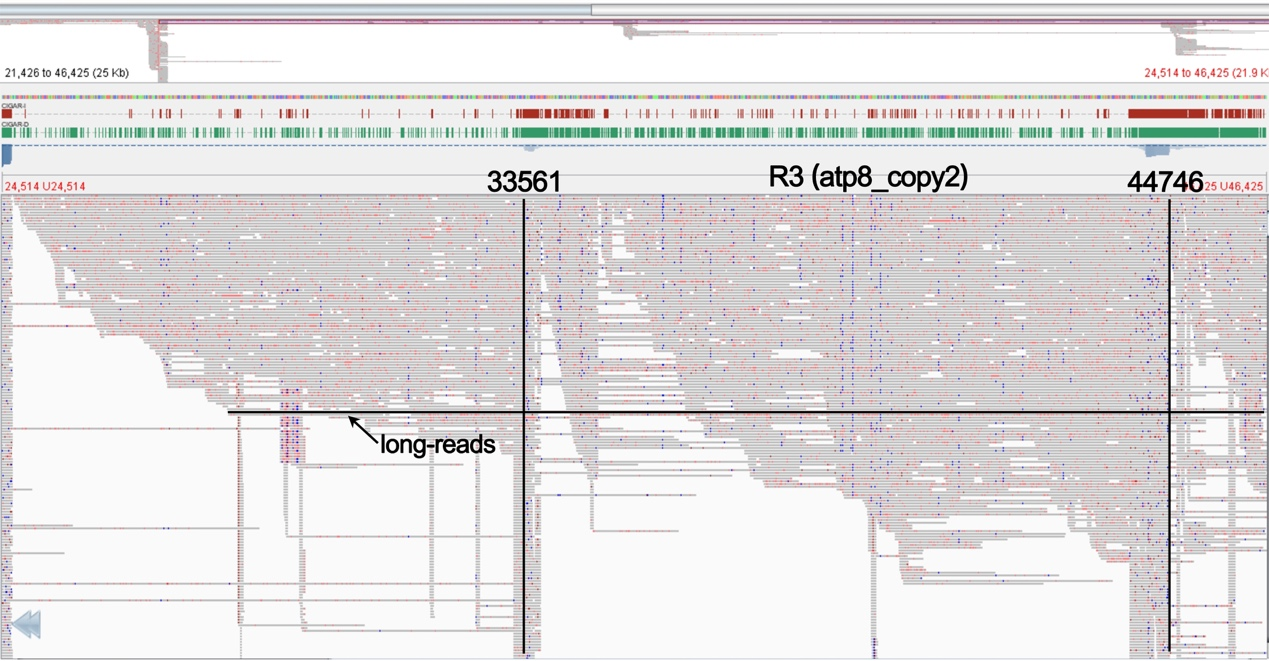 21,426 to 46,425 (25 Kb)
24,514 to 46,425 (21.9 K
CIGAR-I
CIGAR-D
24,514 U24,514
33561
R3 (atp8_copy2)
44746
25 U46,425
long-reads